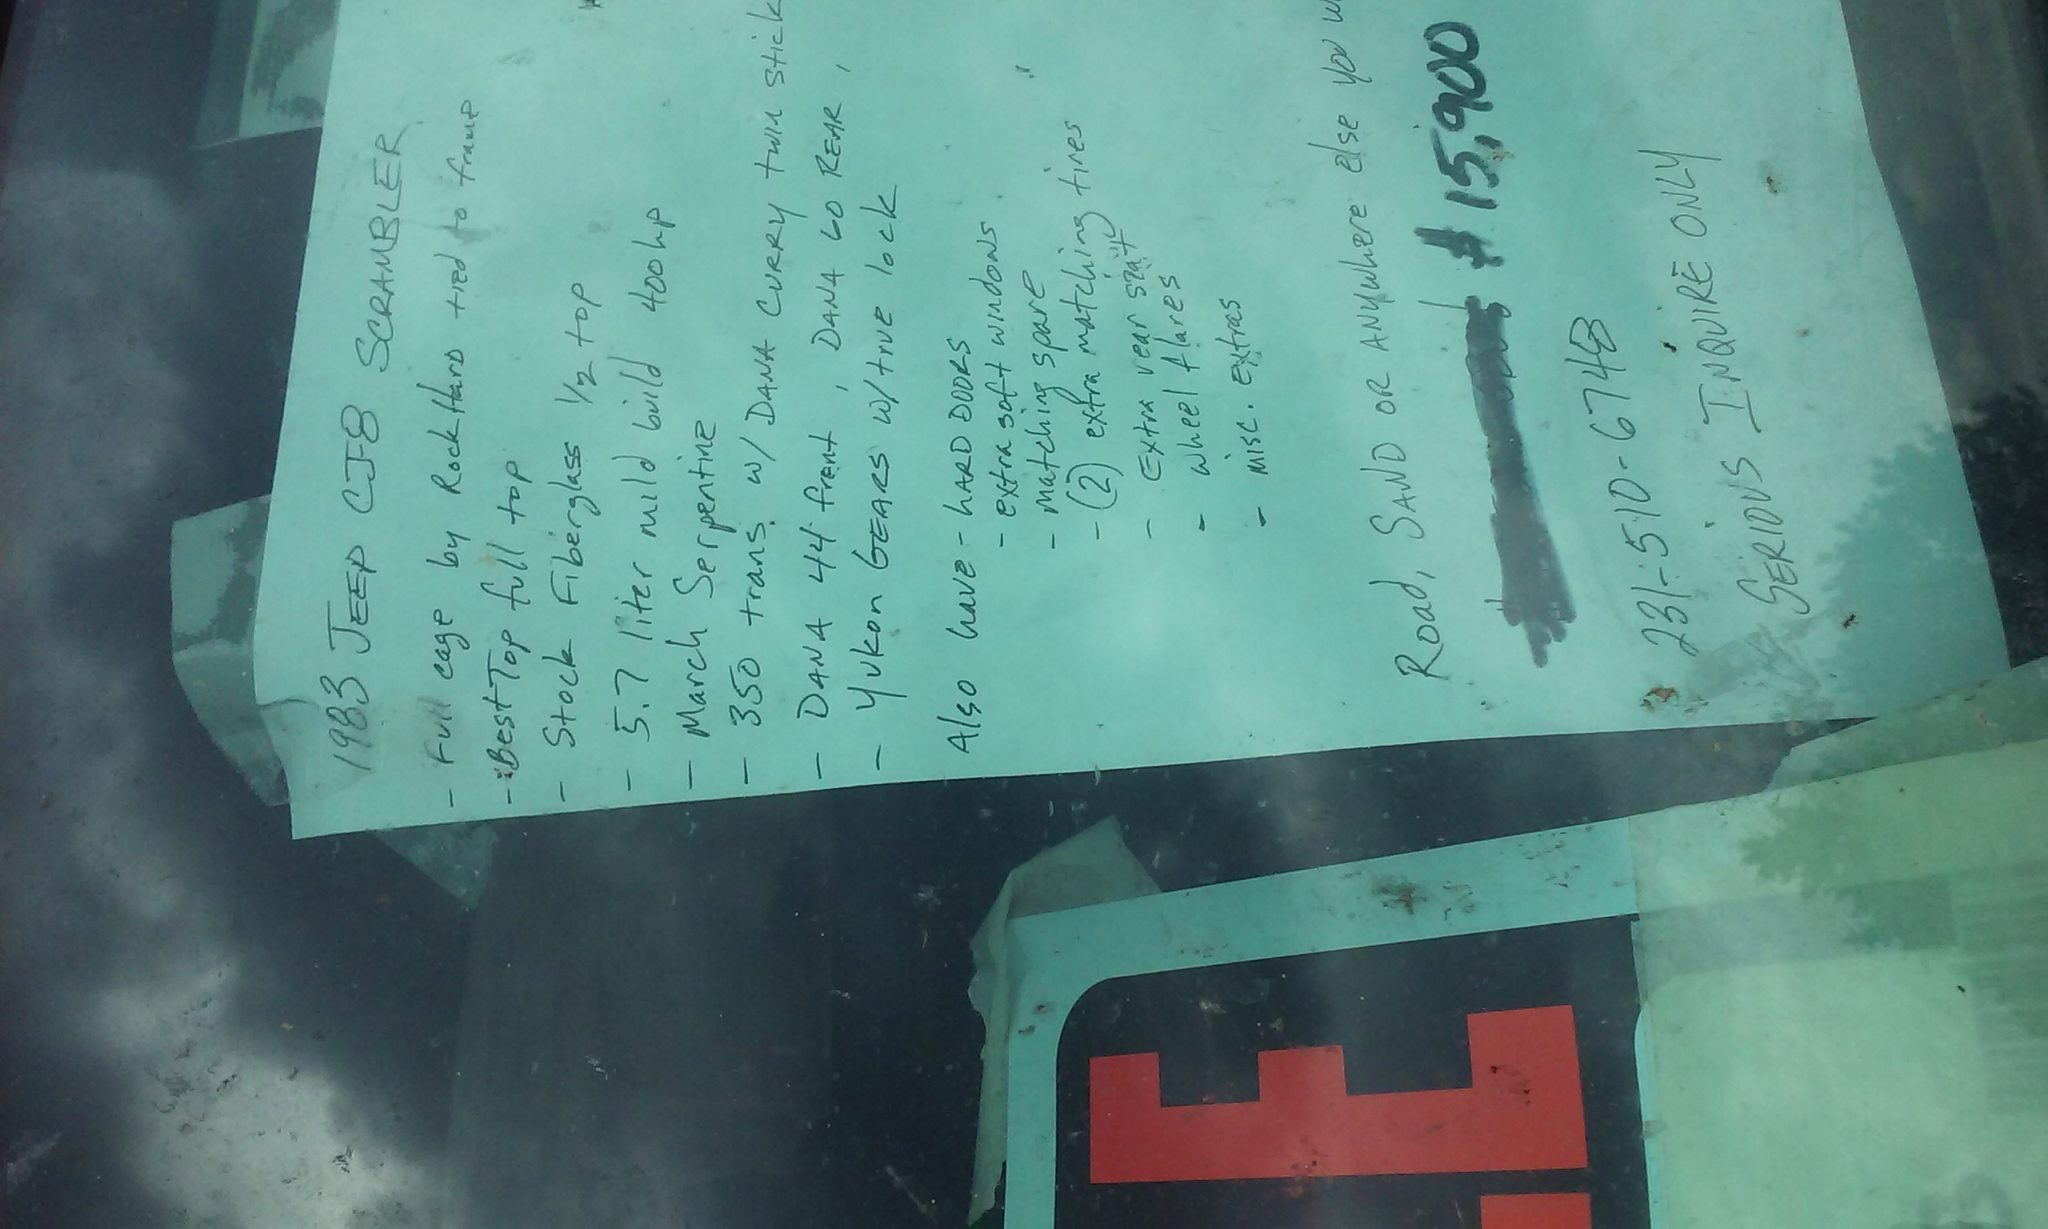 1983 JEEP CJ-8 SCRAMBLER
- Full cage by Rock Hard tied to frame
- BestTop full top
- Stock Fiberglass 1/2 top
- 5.7 liter mild build 400hp
- March Serpentine
- 350 trans. w/ DANA CURRY twin stick
- DANA 44 front, DANA 60 REAR,
- Yukon GEARS w/ true lock
Also have - HARD DOORS
- extra soft windows
- matching spare
- (2) extra matching tires
- Extra rear seat
- wheel flares
- misc. extras
Road, SAND OR ANYWHERE else you w
$ 15,900
231-510-6748
SERIOUS INQUIRE ONLY
E